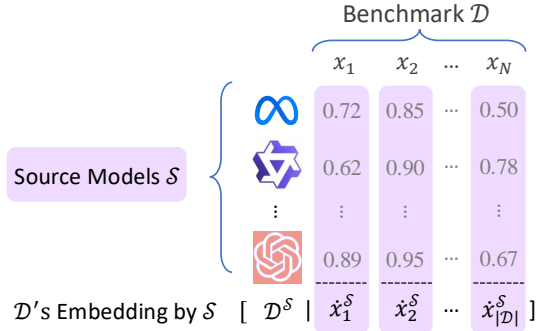 Benchmark 𝒟
x₁ x₂ ... x_N
0.72 0.85 ... 0.50
0.62 0.90 ... 0.78
Source Models 𝒮
⋮ ⋮ ⋮ ⋮
0.89 0.95 ... 0.67
𝒟's Embedding by 𝒮 [ 𝒟^𝒮 | ẋ₁^𝒮 ẋ₂^𝒮 ... ẋ_|𝒟|^𝒮 ]